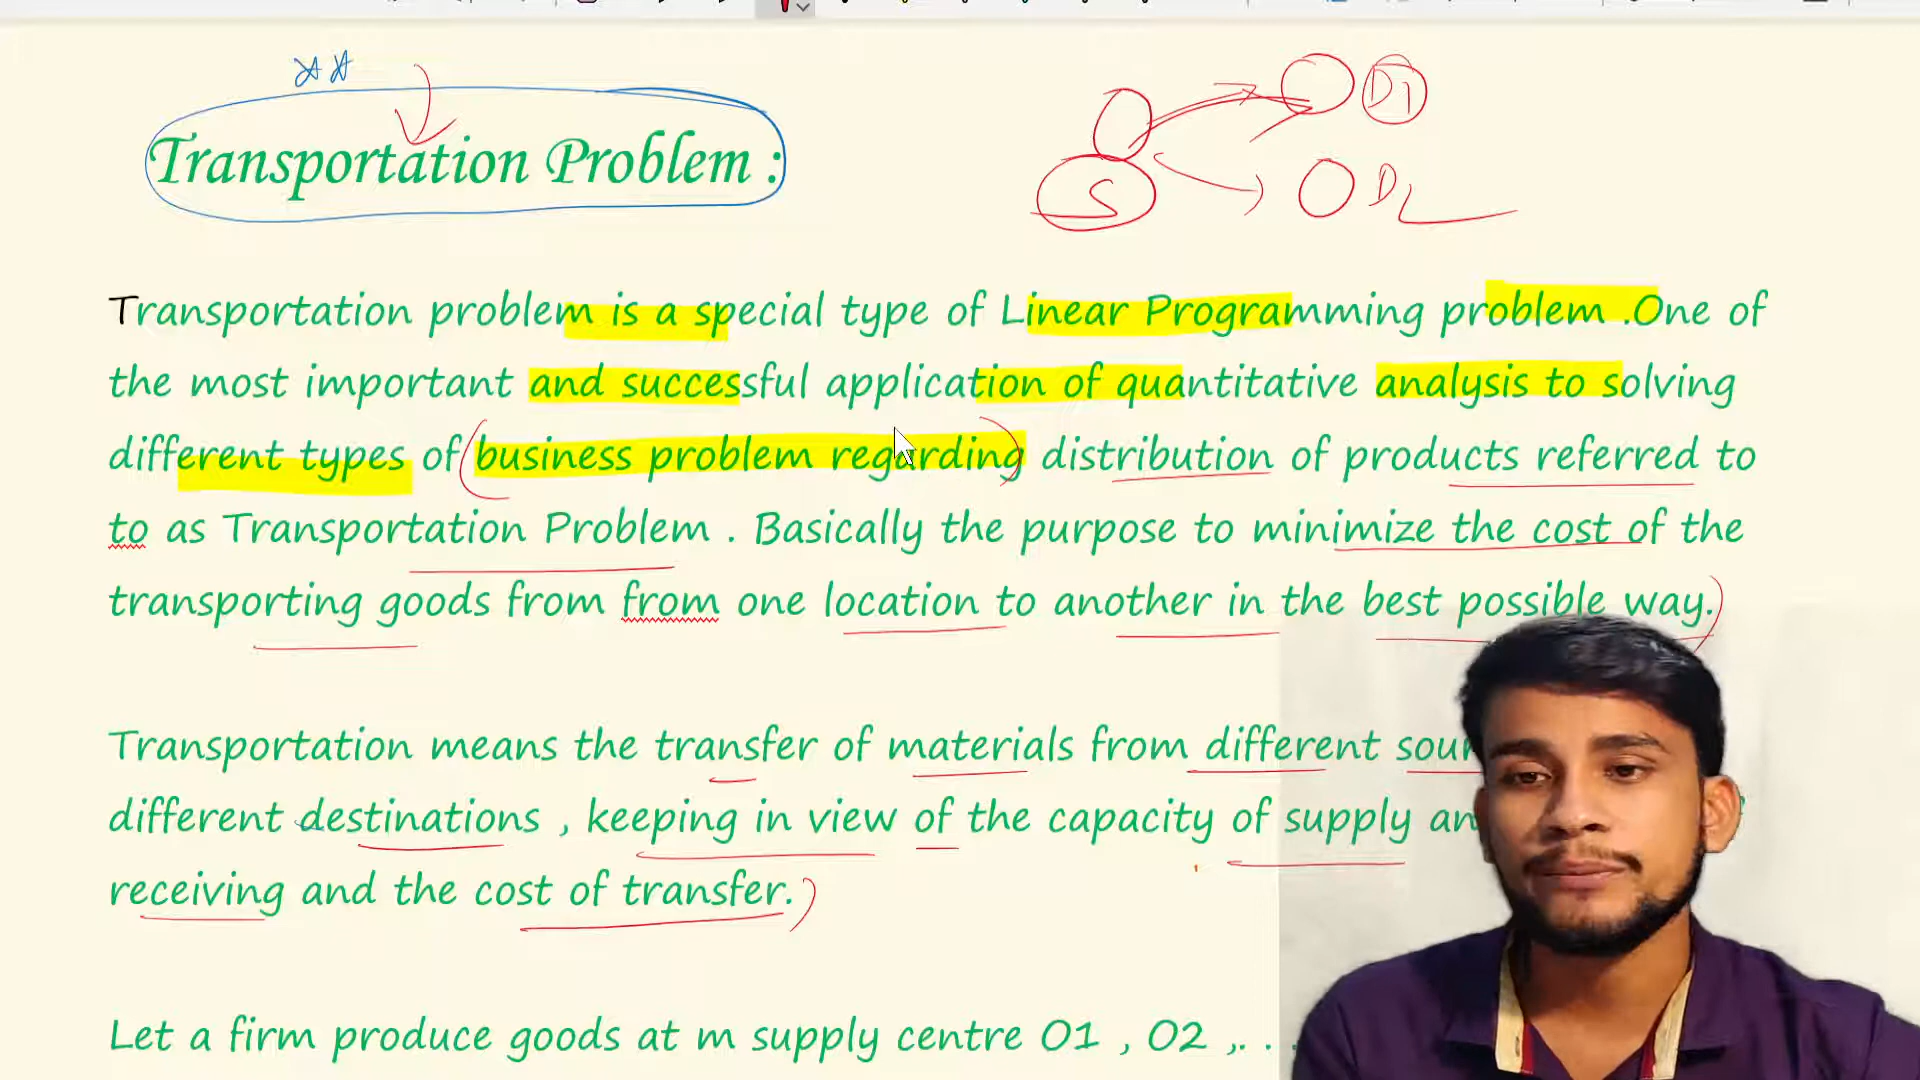 Transportation Problem :
S
D1
D2
Transportation problem is a special type of Linear Programming problem .One of
the most important and successful application of quantitative analysis to solving
different types of business problem regarding distribution of products referred to
to as Transportation Problem . Basically the purpose to minimize the cost of the
transporting goods from from one location to another in the best possible way.
Transportation means the transfer of materials from different
different destinations , keeping in view of the capacity of supply
receiving and the cost of transfer.
Let a firm produce goods at m supply centre O1 , O2 ,. . .